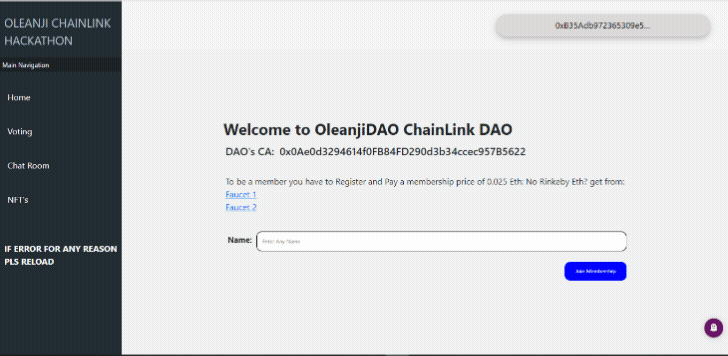 OLEANJI CHAINLINK
HACKATHON
0xB35Adb972365309e5...
Main Navigation
Home
Voting
Chat Room
NFT's
IF ERROR FOR ANY REASON
PLS RELOAD
Welcome to OleanjiDAO ChainLink DAO
DAO's CA: 0x0Ae0d3294614f0FB84FD290d3b34ccec957B5622
To be a member you have to Register and Pay a membership price of 0.025 Eth: No Rinkeby Eth? get from:
Faucet 1
Faucet 2
Name: Enter Any Name
Join Membership